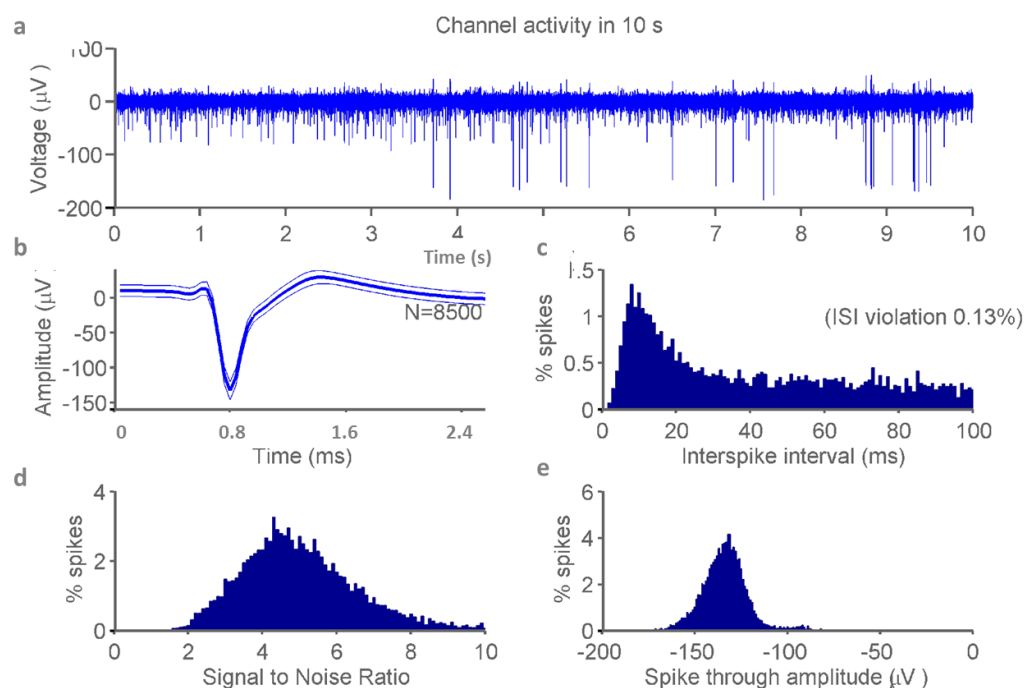 a
Channel activity in 10 s
Voltage (μV )
100
0
-100
-200
0 1 2 3 4 6 7 8 9 10
Time (s)
b
Amplitude (μV
0
-50
-100
-150
N=8500
0 0.8 1.6 2.4
Time (ms)
c
% spikes
1.5
1
0.5
0
(ISI violation 0.13%)
0 20 40 60 80 100
Interspike interval (ms)
d
% spikes
4
2
0
0 2 4 6 8 10
Signal to Noise Ratio
e
% spikes
6
4
2
0
-200 -150 -100 -50 0
Spike through amplitude (μV )